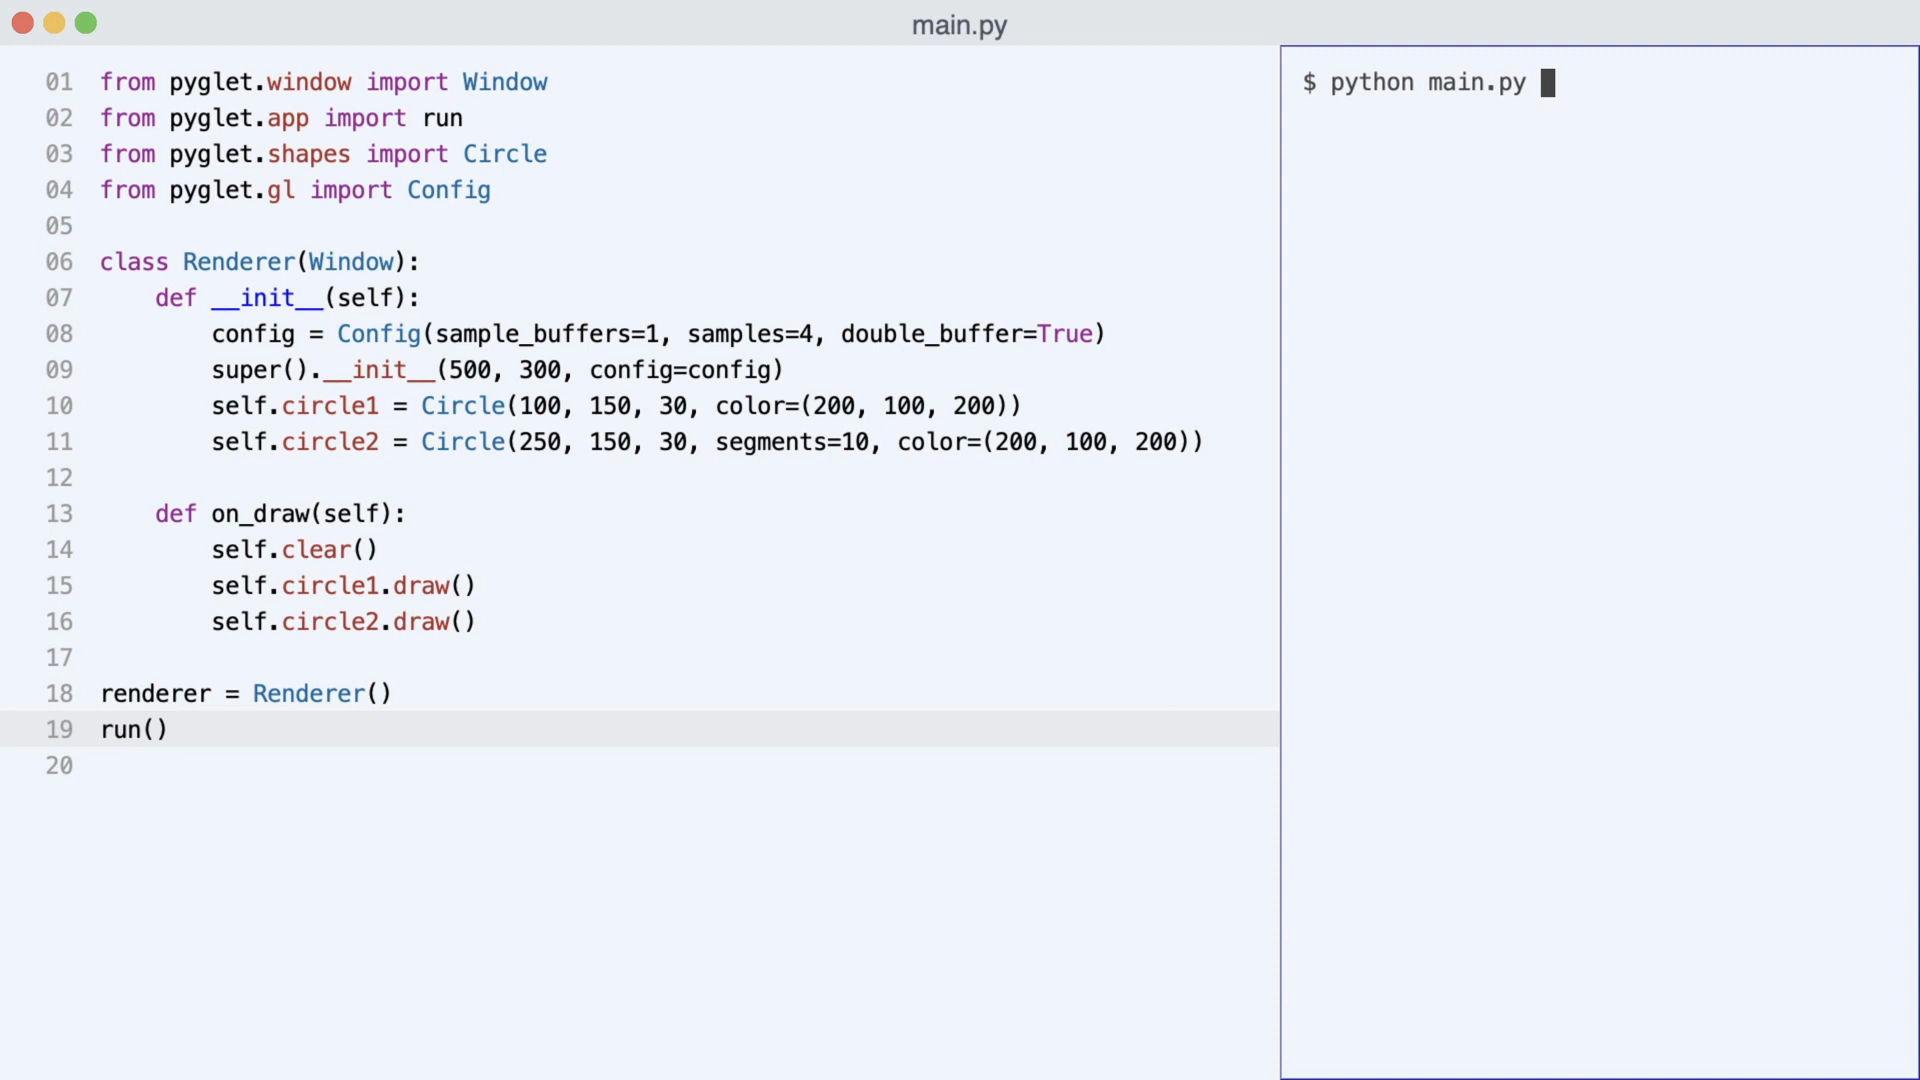 main.py
01 from pyglet.window import Window
02 from pyglet.app import run
03 from pyglet.shapes import Circle
04 from pyglet.gl import Config
05
06 class Renderer(Window):
07     def __init__(self):
08         config = Config(sample_buffers=1, samples=4, double_buffer=True)
09         super().__init__(500, 300, config=config)
10         self.circle1 = Circle(100, 150, 30, color=(200, 100, 200))
11         self.circle2 = Circle(250, 150, 30, segments=10, color=(200, 100, 200))
12
13     def on_draw(self):
14         self.clear()
15         self.circle1.draw()
16         self.circle2.draw()
17
18 renderer = Renderer()
19 run()
20
$ python main.py